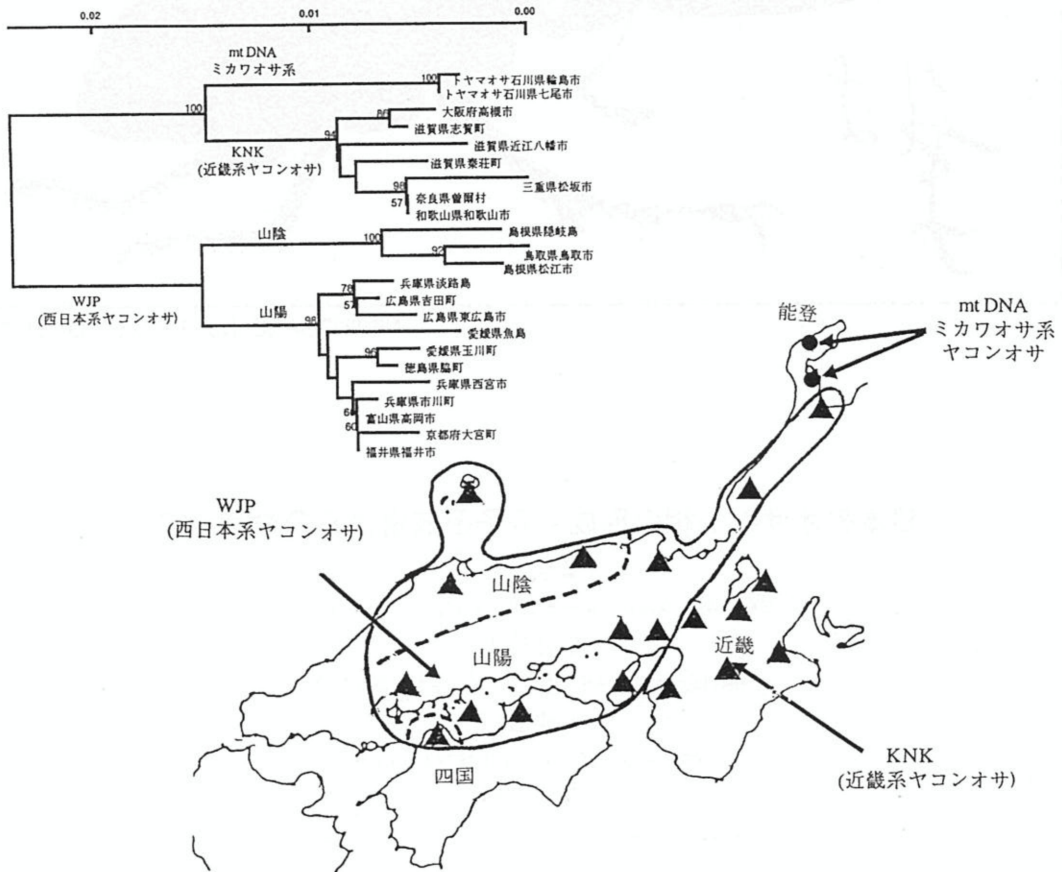 0.02
0.01
0.00
mt DNA
ミカワオサ系
100
トヤマオサ石川県輪島市
トヤマオサ石川県七尾市
100
86
大阪府高槻市
滋賀県志賀町
94
滋賀県近江八幡市
KNK
(近畿系ヤコンオサ)
滋賀県秦荘町
98
三重県松坂市
57
奈良県曽爾村
和歌山県和歌山市
山陰
100
島根県隠岐島
92
鳥取県鳥取市
島根県松江市
WJP
(西日本系ヤコンオサ)
山陽
98
78
兵庫県淡路島
57
広島県吉田町
広島県東広島市
愛媛県魚島
96
愛媛県玉川町
徳島県脇町
兵庫県西宮市
兵庫県市川町
富山県高岡市
60
京都府大宮町
福井県福井市
能登
mt DNA
ミカワオサ系
ヤコンオサ
WJP
(西日本系ヤコンオサ)
山陰
山陽
近畿
四国
KNK
(近畿系ヤコンオサ)